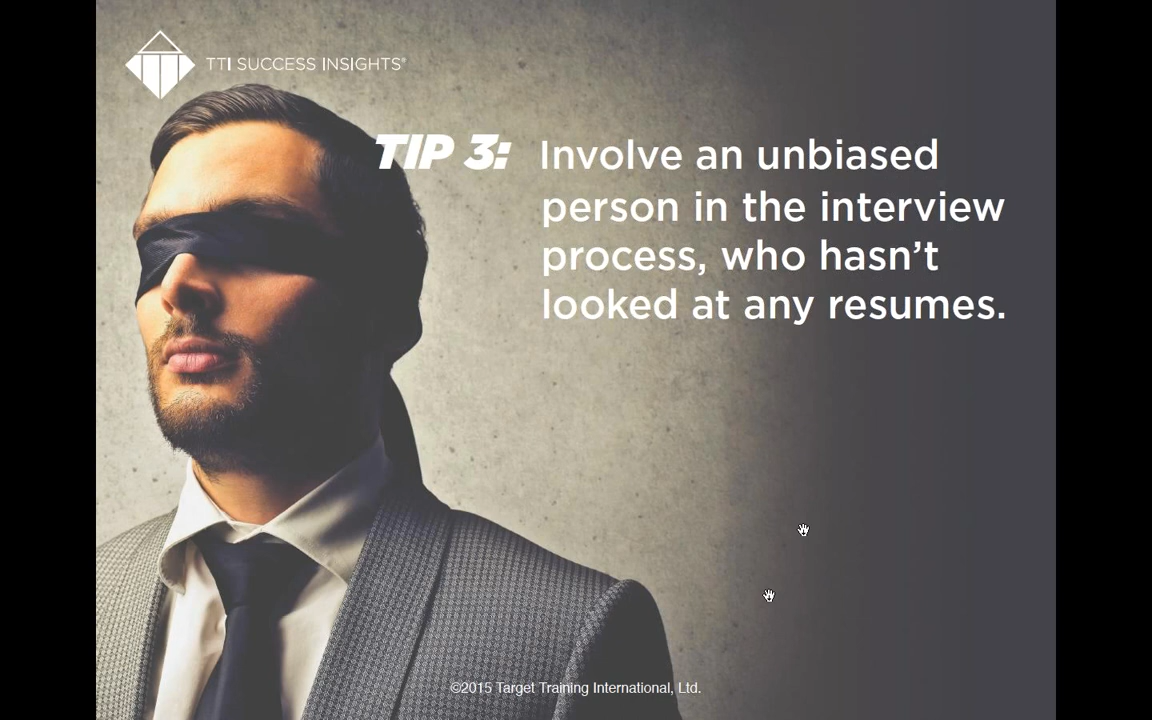 TTI SUCCESS INSIGHTS®
TIP 3: Involve an unbiased
person in the interview
process, who hasn’t
looked at any resumes.
©2015 Target Training International, Ltd.